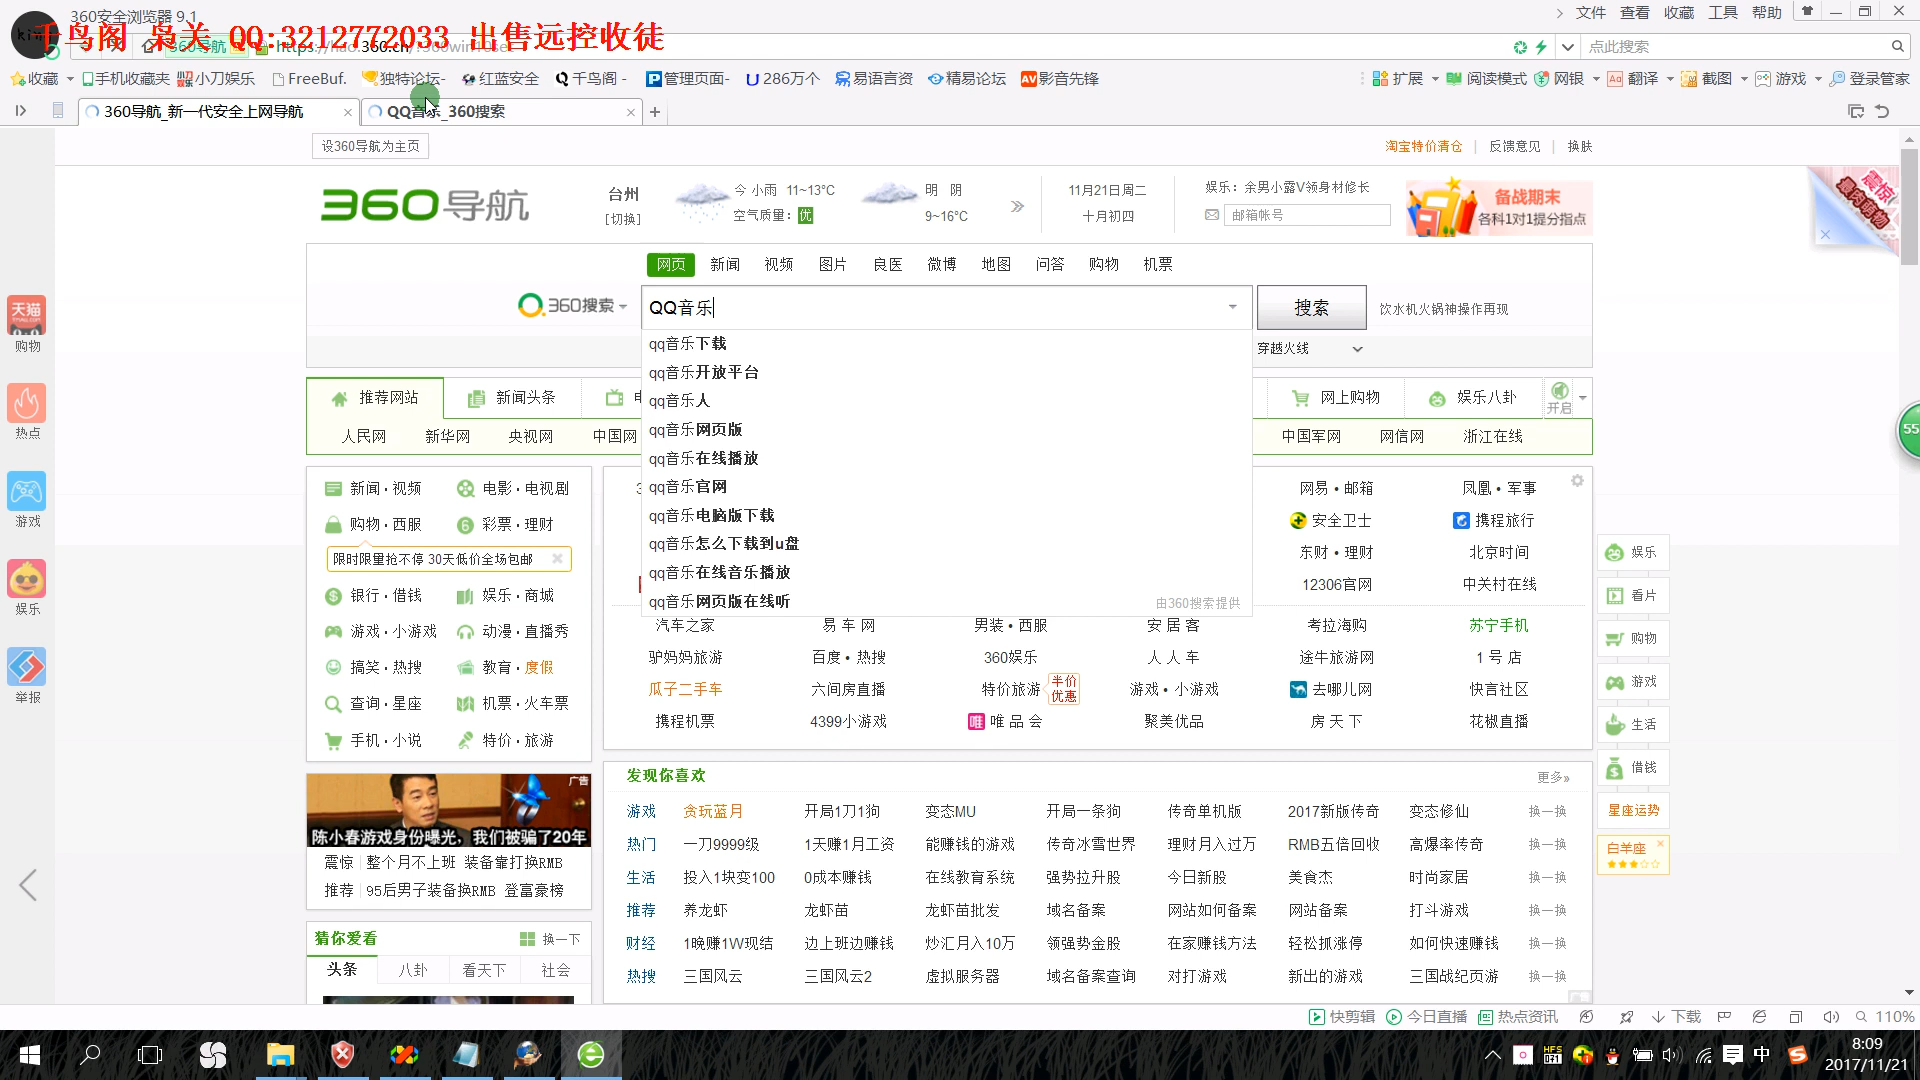 360安全浏览器 9.1
文件 查看 收藏 工具 帮助
千鸟阁 枭关 QQ:3212772033 出售远控收徒
点此搜索
收藏 手机收藏夹 小刀娱乐 FreeBuf. 独特论坛- 红蓝安全 千鸟阁 - 管理页面- 286万个 易语言资 精易论坛 影音先锋
扩展 阅读模式 网银 翻译 截图 游戏 登录管家
360导航_新一代安全上网导航
QQ音乐_360搜索
设360导航为主页
淘宝特价清仓 反馈意见 换肤
360导航
台州
[切换]
今 小雨 11~13°C
空气质量：优
明 阴
9~16°C
11月21日周二
十月初四
娱乐：余男小露V领身材修长
邮箱帐号
备战期末
各科1对1提分指点
震惊
网页 新闻 视频 图片 良医 微博 地图 问答 购物 机票
360搜索
QQ音乐
搜索
饮水机火锅神操作再现
qq音乐下载
qq音乐开放平台
qq音乐人
qq音乐网页版
qq音乐在线播放
qq音乐官网
qq音乐电脑版下载
qq音乐怎么下载到u盘
qq音乐在线音乐播放
qq音乐网页版在线听
由360搜索提供
穿越火线
推荐网站 新闻头条
网上购物 娱乐八卦 开启
人民网 新华网 央视网 中国网
中国军网 网信网 浙江在线
天猫
购物
热点
游戏
娱乐
举报
新闻·视频 电影·电视剧
购物·西服 彩票·理财
限时限量抢不停 30天低价全场包邮
银行·借钱 娱乐·商城
游戏·小游戏 动漫·直播秀
搞笑·热搜 教育·度假
查询·星座 机票·火车票
手机·小说 特价·旅游
网易•邮箱 凤凰•军事
安全卫士 携程旅行
东财•理财 北京时间
12306官网 中关村在线
汽车之家 易车网 男装•西服 安居客 考拉海购 苏宁手机
驴妈妈旅游 百度•热搜 360娱乐 人人车 途牛旅游网 1号店
瓜子二手车 六间房直播 特价旅游 半价优惠 游戏•小游戏 去哪儿网 快言社区
携程机票 4399小游戏 唯品会 聚美优品 房天下 花椒直播
娱乐
看片
购物
游戏
生活
借钱
星座运势
白羊座
55
广告
陈小春游戏身份曝光，我们被骗了20年
震惊 整个月不上班 装备靠打换RMB
推荐 95后男子装备换RMB 登富豪榜
猜你爱看 换一下
头条 八卦 看天下 社会
发现你喜欢 更多»
游戏 贪玩蓝月 开局1刀1狗 变态MU 开局一条狗 传奇单机版 2017新版传奇 变态修仙 换一换
热门 一刀9999级 1天赚1月工资 能赚钱的游戏 传奇冰雪世界 理财月入过万 RMB五倍回收 高爆率传奇 换一换
生活 投入1块变100 0成本赚钱 在线教育系统 强势拉升股 今日新股 美食杰 时尚家居 换一换
推荐 养龙虾 龙虾苗 龙虾苗批发 域名备案 网站如何备案 网站备案 打斗游戏 换一换
财经 1晚赚1W现结 边上班边赚钱 炒汇月入10万 领强势金股 在家赚钱方法 轻松抓涨停 如何快速赚钱 换一换
热搜 三国风云 三国风云2 虚拟服务器 域名备案查询 对打游戏 新出的游戏 三国战纪页游 换一换
快剪辑 今日直播 热点资讯 下载 110%
中
8:09
2017/11/21